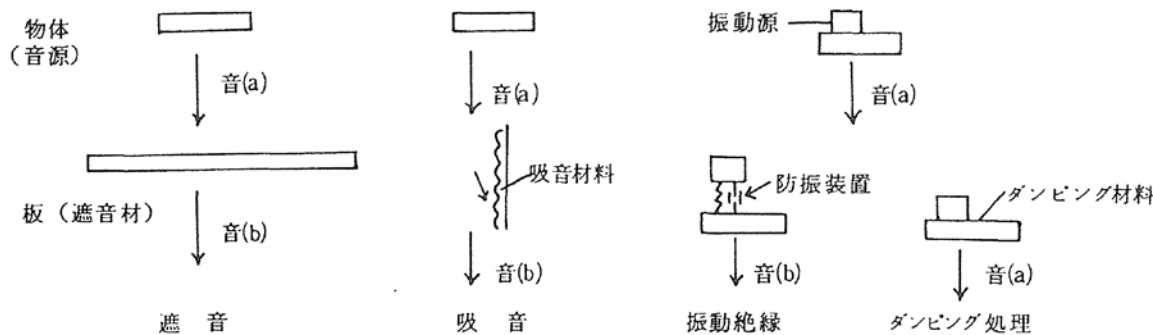 物体
(音源)
音(a)
板(遮音材)
音(b)
遮 音
音(a)
吸音材料
音(b)
吸 音
振動源
音(a)
防振装置
音(b)
振動絶縁
ダンピング材料
音(a)
ダンピング処理